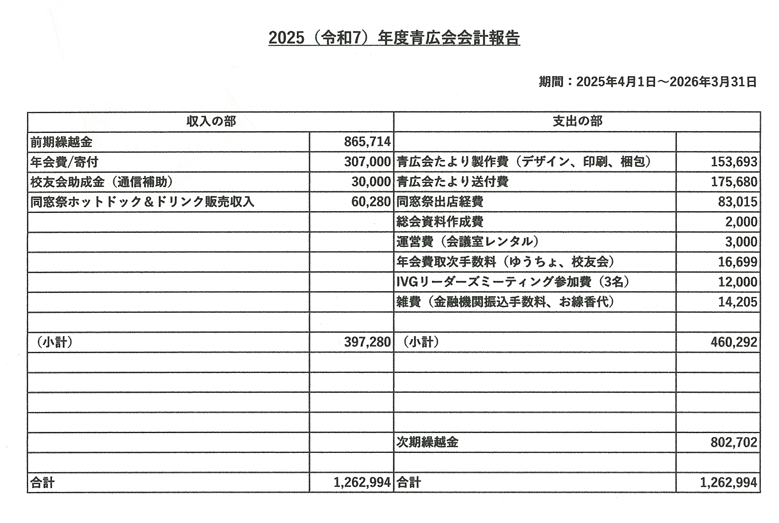 2025（令和7）年度青広会会計報告
期間：2025年4月1日～2026年3月31日
収入の部 支出の部
前期繰越金 865,714
年会費/寄付 307,000 青広会たより製作費（デザイン、印刷、梱包） 153,693
校友会助成金（通信補助） 30,000 青広会たより送付費 175,680
同窓祭ホットドック＆ドリンク販売収入 60,280 同窓祭出店経費 83,015
総会資料作成費 2,000
運営費（会議室レンタル） 3,000
年会費取次手数料（ゆうちょ、校友会） 16,699
IVGリーダーズミーティング参加費（3名） 12,000
雑費（金融機関振込手数料、お線香代） 14,205
（小計） 397,280 （小計） 460,292
次期繰越金 802,702
合計 1,262,994 合計 1,262,994